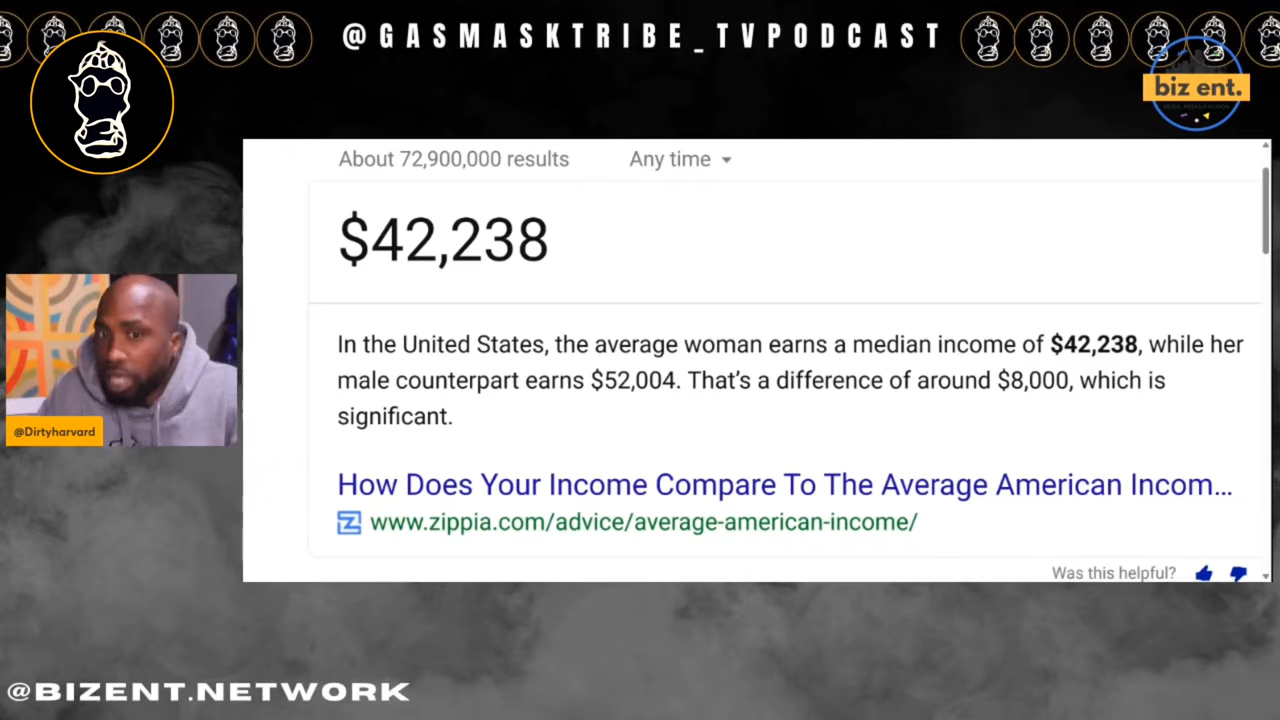 @GASMASKTRIBE_TVPODCAST
biz ent.
About 72,900,000 results Any time
$42,238
In the United States, the average woman earns a median income of $42,238, while her
male counterpart earns $52,004. That's a difference of around $8,000, which is
significant.
How Does Your Income Compare To The Average American Incom...
www.zippia.com/advice/average-american-income/
Was this helpful?
@Dirtyharvard
@BIZENT.NETWORK